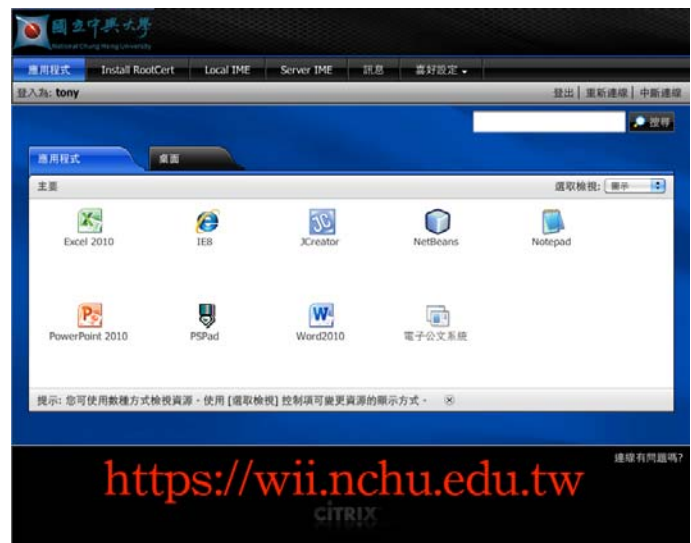 國立中興大學
National Chung Hsing University
應用程式 Install RootCert Local IME Server IME 訊息 喜好設定
登入為: tony 登出 | 重新連線 | 中斷連線
搜尋
應用程式 桌面
主要 選取檢視: 圖示
Excel 2010 IE8 JCreator NetBeans Notepad
PowerPoint 2010 PSPad Word2010 電子公文系統
提示: 您可使用數種方式檢視資源。使用 [選取檢視] 控制項可變更資源的顯示方式。
連線有問題嗎?
https://wii.nchu.edu.tw
CITRIX